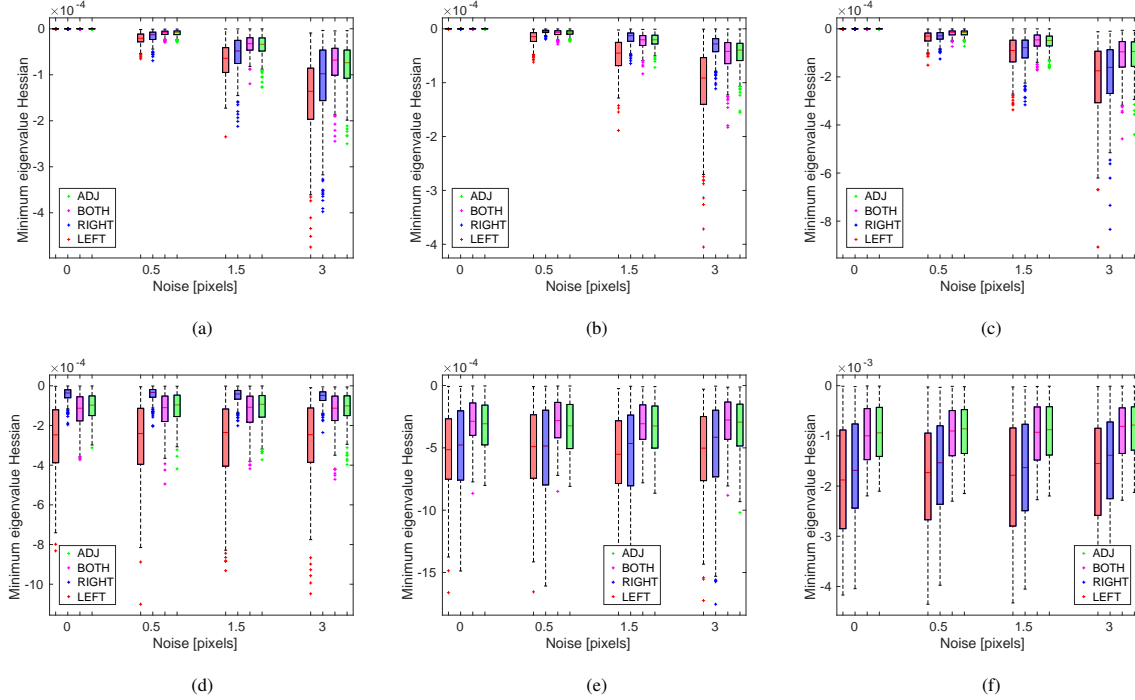 ×10⁻⁴
Minimum eigenvalue Hessian
0
-1
-2
-3
-4
ADJ
BOTH
RIGHT
LEFT
0 0.5 1.5 3
Noise [pixels]
(a)
×10⁻⁴
Minimum eigenvalue Hessian
0
-1
-2
-3
-4
ADJ
BOTH
RIGHT
LEFT
0 0.5 1.5 3
Noise [pixels]
(b)
×10⁻⁴
Minimum eigenvalue Hessian
0
-2
-4
-6
-8
ADJ
BOTH
RIGHT
LEFT
0 0.5 1.5 3
Noise [pixels]
(c)
×10⁻⁴
Minimum eigenvalue Hessian
0
-2
-4
-6
-8
-10
ADJ
BOTH
RIGHT
LEFT
0 0.5 1.5 3
Noise [pixels]
(d)
×10⁻⁴
Minimum eigenvalue Hessian
0
-5
-10
-15
ADJ
BOTH
RIGHT
LEFT
0 0.5 1.5 3
Noise [pixels]
(e)
×10⁻³
Minimum eigenvalue Hessian
0
-1
-2
-3
-4
ADJ
BOTH
RIGHT
LEFT
0 0.5 1.5 3
Noise [pixels]
(f)